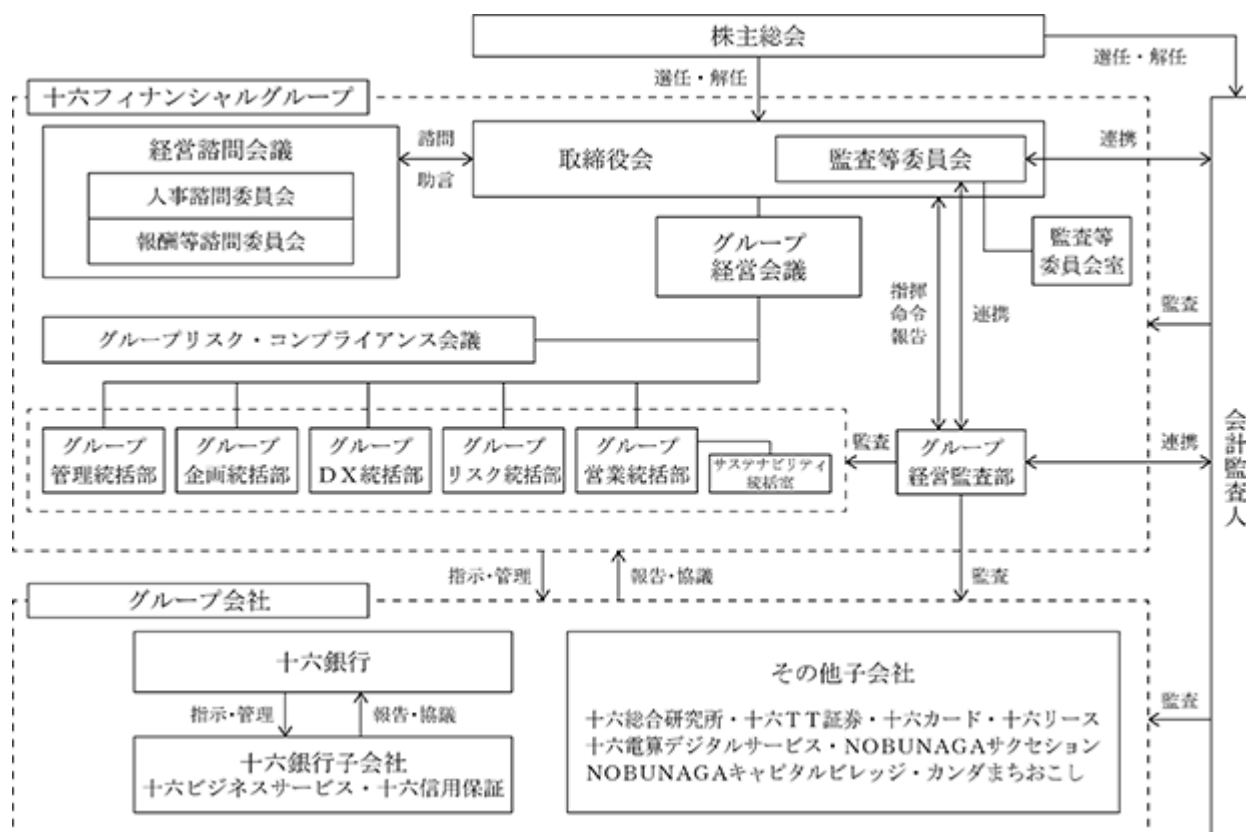 株主総会
選任・解任
選任・解任
十六フィナンシャルグループ
経営諮問会議
人事諮問委員会
報酬等諮問委員会
諮問
助言
取締役会
監査等委員会
連携
グループ
経営会議
監査等
委員会室
指揮
命令
報告
連携
監査
グループリスク・コンプライアンス会議
グループ
管理統括部
グループ
企画統括部
グループ
DX統括部
グループ
リスク統括部
グループ
営業統括部
サステナビリティ
統括室
監査
グループ
経営監査部
連携
会計監査人
指示・管理
報告・協議
監査
グループ会社
十六銀行
指示・管理
報告・協議
十六銀行子会社
十六ビジネスサービス・十六信用保証
その他子会社
十六総合研究所・十六TT証券・十六カード・十六リース
十六電算デジタルサービス・NOBUNAGAサクセション
NOBUNAGAキャピタルビレッジ・カンダまちおこし
監査